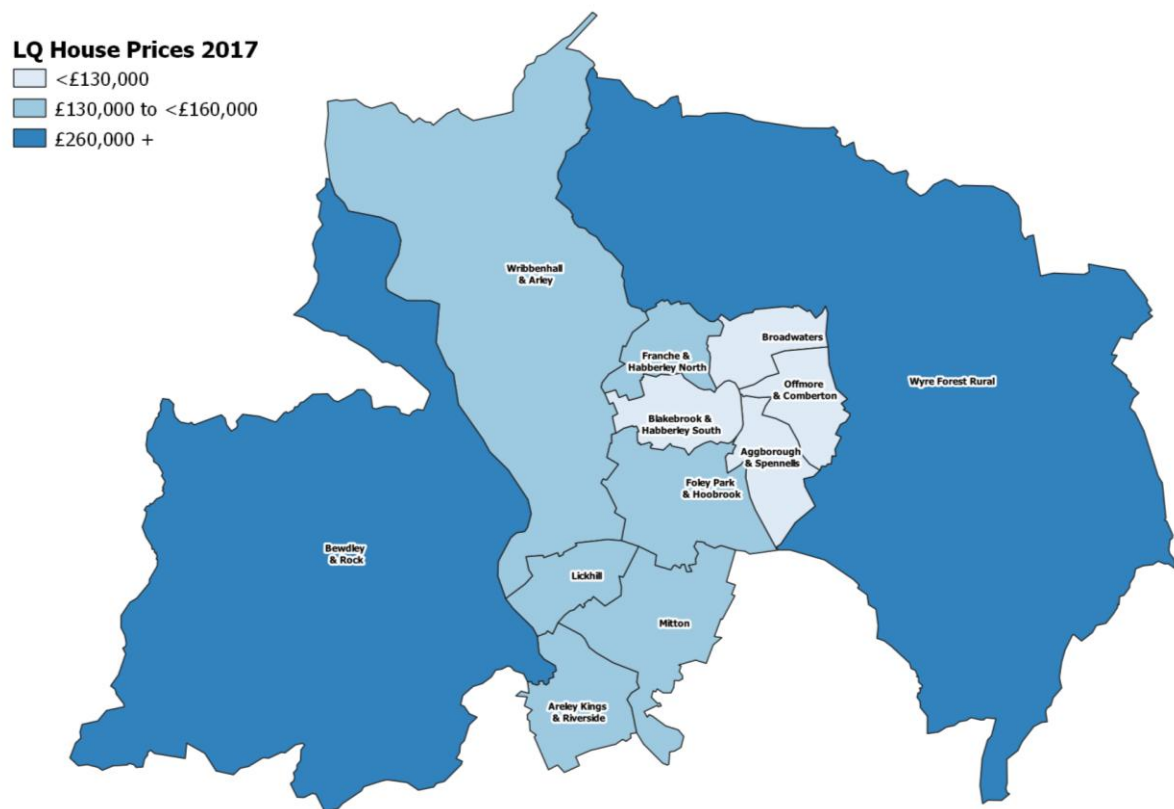 LQ House Prices 2017
<£130,000
£130,000 to <£160,000
£260,000 +
Wribbenhall
& Arley
Broadwaters
Franche &
Habberley North
Offmore
& Comberton
Wyre Forest Rural
Blakebrook &
Habberley South
Aggborough
& Spennells
Foley Park
& Hoobrook
Bewdley
& Rock
Lickhill
Mitton
Areley Kings
& Riverside